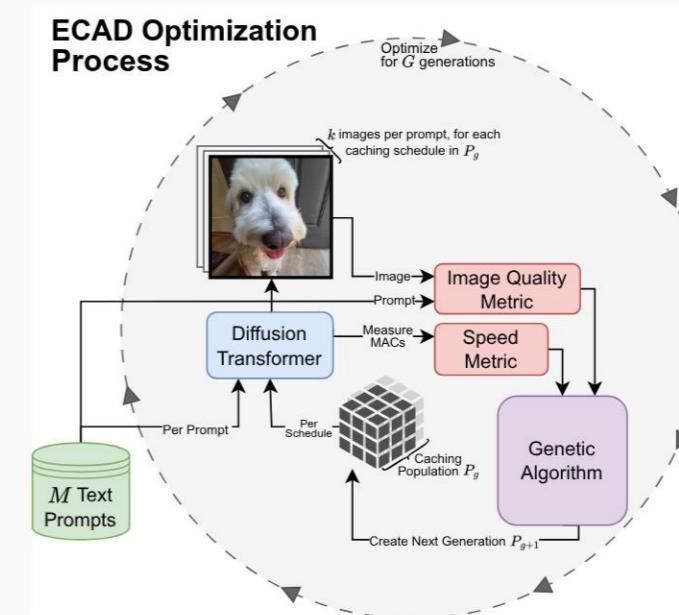 ECAD Optimization
Process
Optimize
for G generations
k images per prompt, for each
caching schedule in P_g
Image
Prompt
Image Quality
Metric
Diffusion
Transformer
Measure
MACs
Speed
Metric
Per Prompt
Per
Schedule
Caching
Population P_g
Genetic
Algorithm
M Text
Prompts
Create Next Generation P_{g+1}